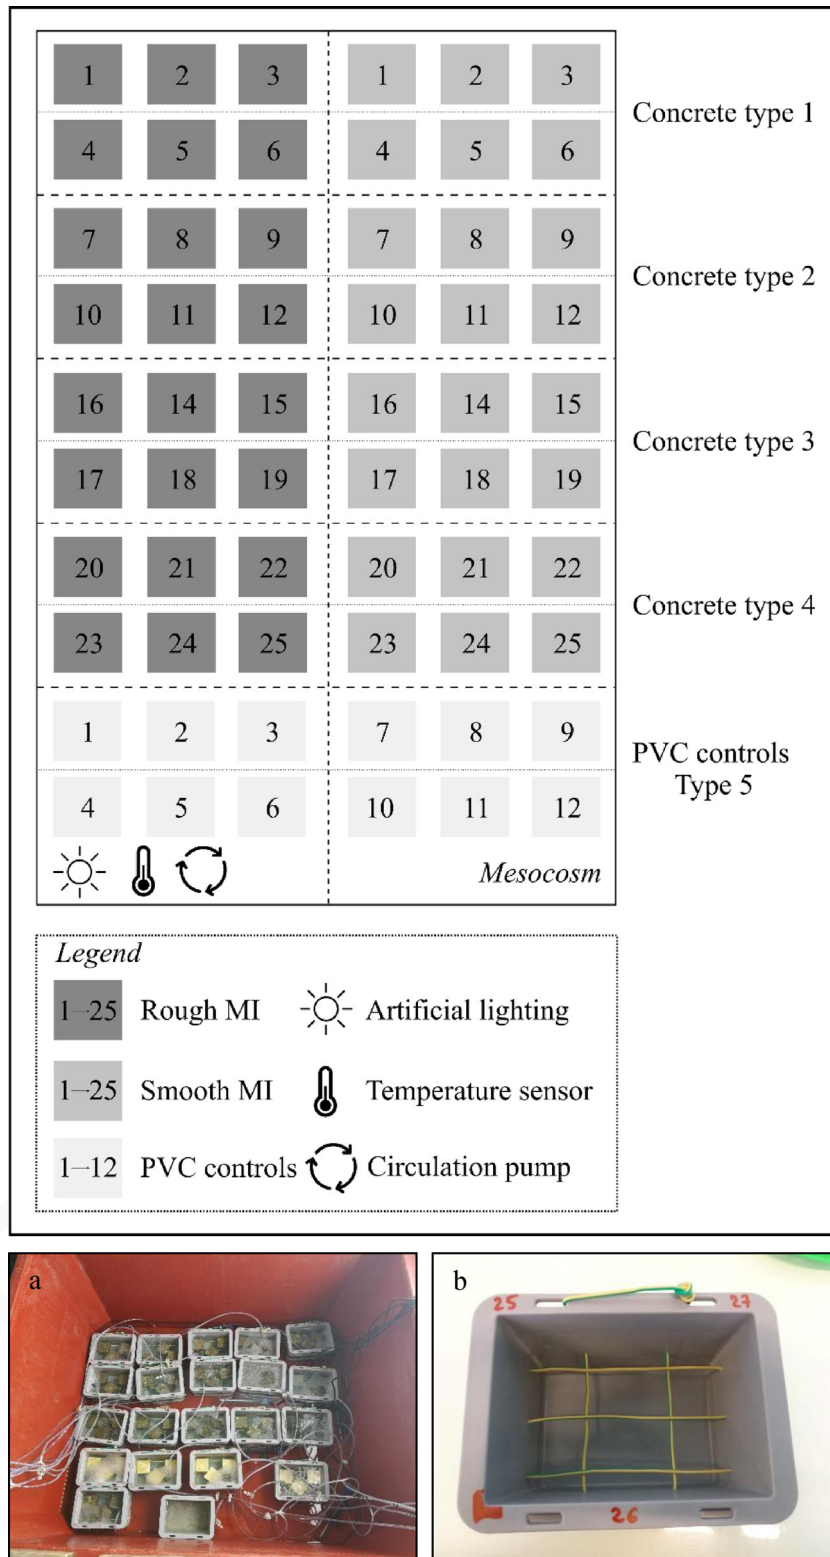 1 2 3 1 2 3
Concrete type 1
4 5 6 4 5 6
7 8 9 7 8 9
Concrete type 2
10 11 12 10 11 12
16 14 15 16 14 15
Concrete type 3
17 18 19 17 18 19
20 21 22 20 21 22
Concrete type 4
23 24 25 23 24 25
1 2 3 7 8 9
PVC controls
Type 5
4 5 6 10 11 12
Mesocosm
Legend
1–25 Rough MI Artificial lighting
1–25 Smooth MI Temperature sensor
1–12 PVC controls Circulation pump
a
b
25 27
26